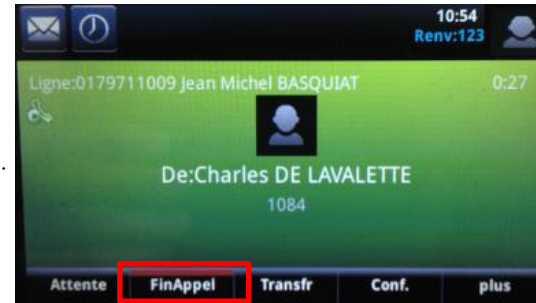 10:54
Renv:123
Ligne:0179711009 Jean Michel BASQUIAT 0:27
De:Charles DE LAVALETTE
1084
Attente FinAppel Transfr Conf. plus